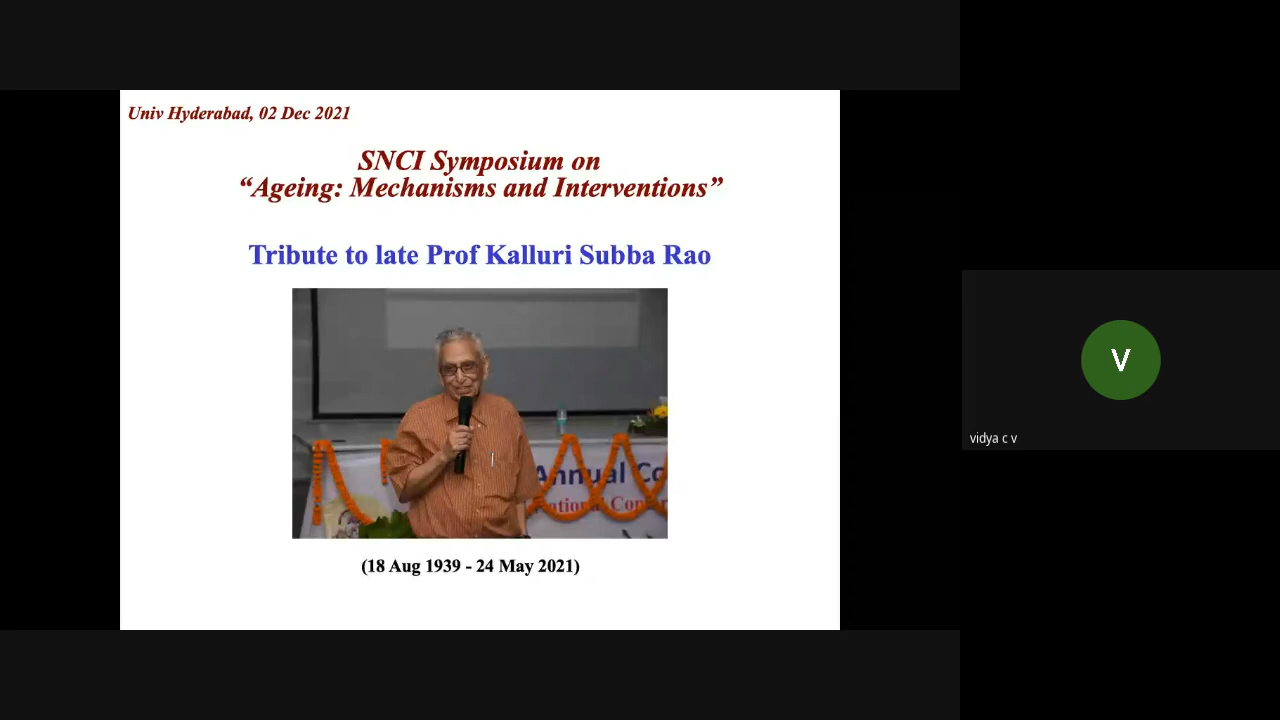 Univ Hyderabad, 02 Dec 2021
SNCI Symposium on
“Ageing: Mechanisms and Interventions”
Tribute to late Prof Kalluri Subba Rao
Annual
(18 Aug 1939 - 24 May 2021)
V
vidya c v